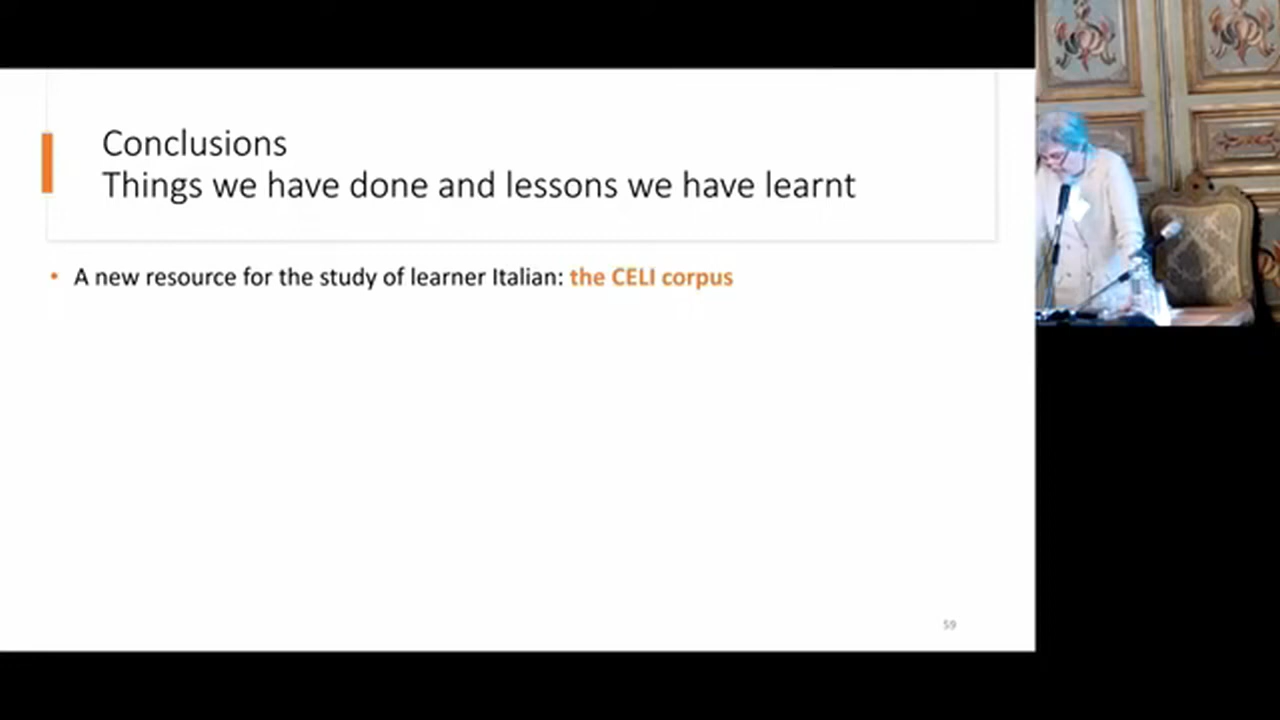 Conclusions
Things we have done and lessons we have learnt
• A new resource for the study of learner Italian: the CELI corpus
59